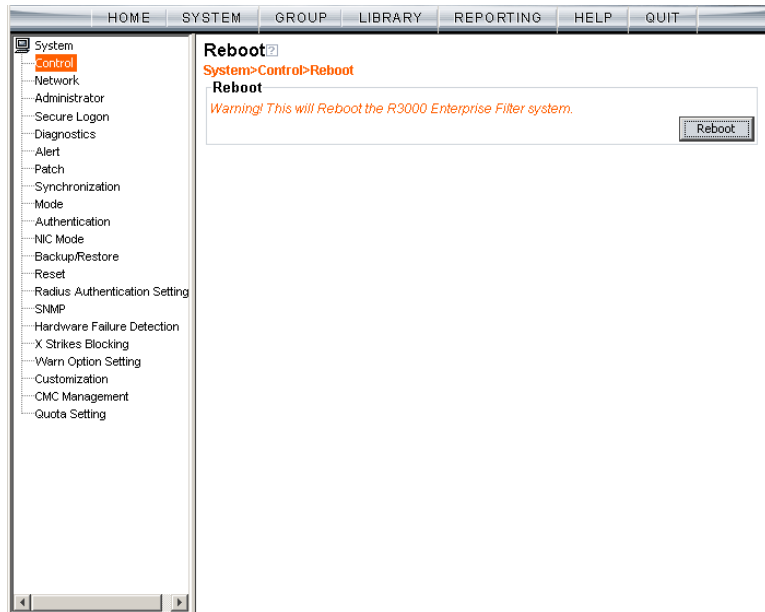 HOME SYSTEM GROUP LIBRARY REPORTING HELP QUIT
System
Control
Network
Administrator
Secure Logon
Diagnostics
Alert
Patch
Synchronization
Mode
Authentication
NIC Mode
Backup/Restore
Reset
Radius Authentication Setting
SNMP
Hardware Failure Detection
X Strikes Blocking
Warn Option Setting
Customization
CMC Management
Quota Setting
Reboot ?
System>Control>Reboot
Reboot
Warning! This will Reboot the R3000 Enterprise Filter system.
Reboot